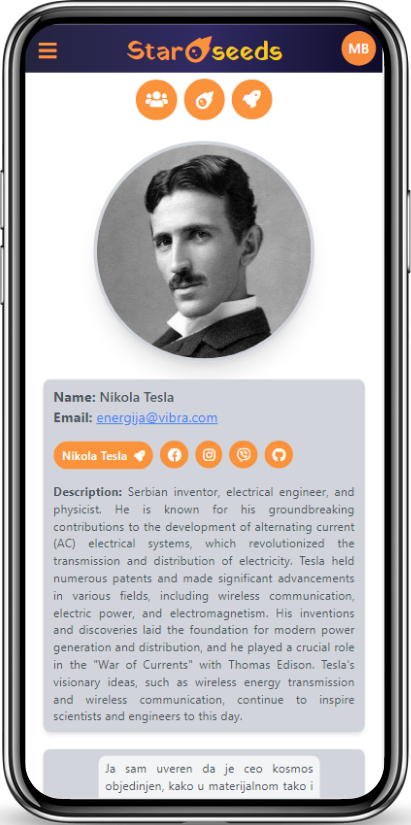 Star seeds
MB
Name: Nikola Tesla
Email: energija@vibra.com
Nikola Tesla
Description: Serbian inventor, electrical engineer, and
physicist. He is known for his groundbreaking
contributions to the development of alternating current
(AC) electrical systems, which revolutionized the
transmission and distribution of electricity. Tesla held
numerous patents and made significant advancements
in various fields, including wireless communication,
electric power, and electromagnetism. His inventions
and discoveries laid the foundation for modern power
generation and distribution, and he played a crucial role
in the "War of Currents" with Thomas Edison. Tesla's
visionary ideas, such as wireless energy transmission
and wireless communication, continue to inspire
scientists and engineers to this day.
Ja sam uveren da je ceo kosmos
objedinjen, kako u materijalnom tako i